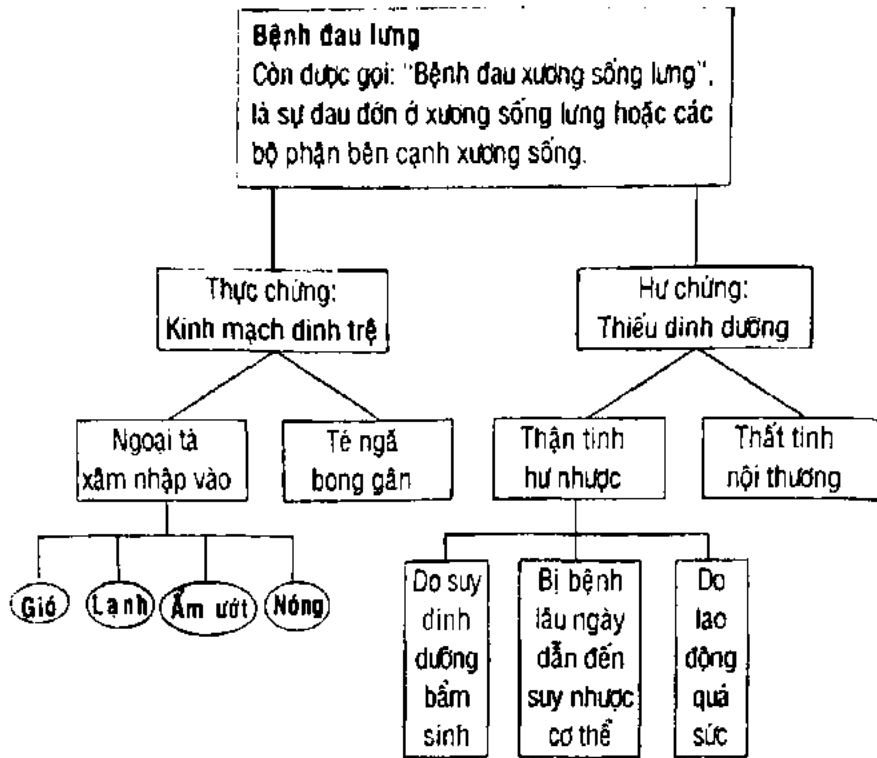 Bệnh đau lưng
Còn được gọi: "Bệnh đau xương sống lưng",
là sự đau đớn ở xương sống lưng hoặc các
bộ phận bên cạnh xương sống.
Thực chứng:
Kinh mạch đình trệ
Hư chứng:
Thiếu dinh dưỡng
Ngoại tà
xâm nhập vào
Té ngã
bong gân
Thận tinh
hư nhược
Thất tình
nội thương
Gió
Lạnh
Ẩm ướt
Nóng
Do suy
dinh
dưỡng
bẩm
sinh
Bị bệnh
lâu ngày
dẫn đến
suy nhược
cơ thể
Do
lao
động
quá
sức